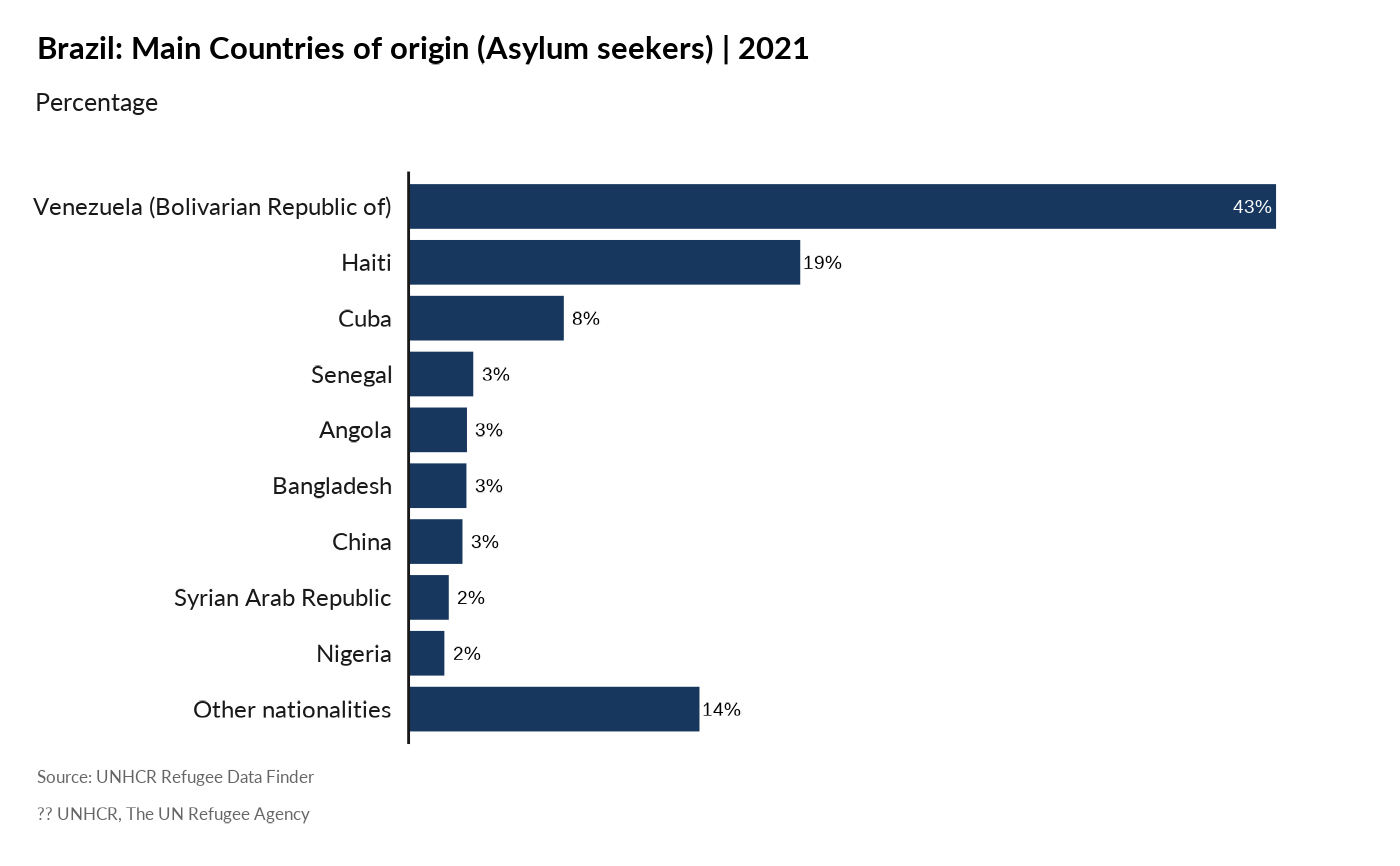 Brazil: Main Countries of origin (Asylum seekers) | 2021
Percentage
Venezuela (Bolivarian Republic of) 43%
Haiti 19%
Cuba 8%
Senegal 3%
Angola 3%
Bangladesh 3%
China 3%
Syrian Arab Republic 2%
Nigeria 2%
Other nationalities 14%
Source: UNHCR Refugee Data Finder
?? UNHCR, The UN Refugee Agency